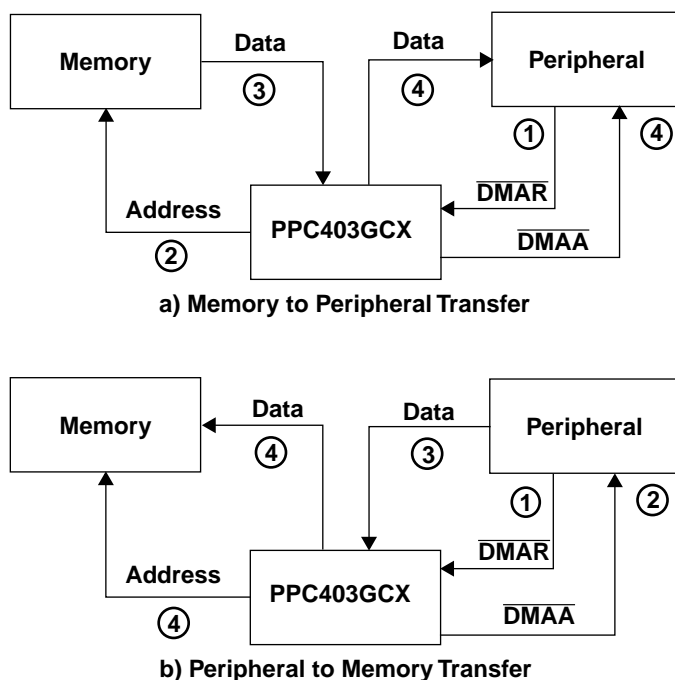 Data
Data
Memory
Peripheral
3
4
1
4
DMAR
Address
PPC403GCX
DMAA
2
a) Memory to Peripheral Transfer
Data
Data
Memory
Peripheral
4
3
1
2
DMAR
Address
PPC403GCX
DMAA
4
b) Peripheral to Memory Transfer